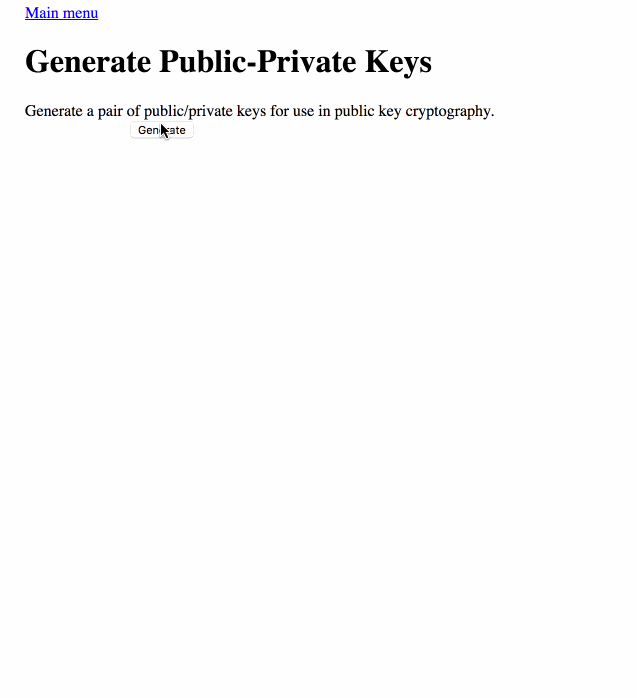 Main menu
Generate Public-Private Keys
Generate a pair of public/private keys for use in public key cryptography.
Generate